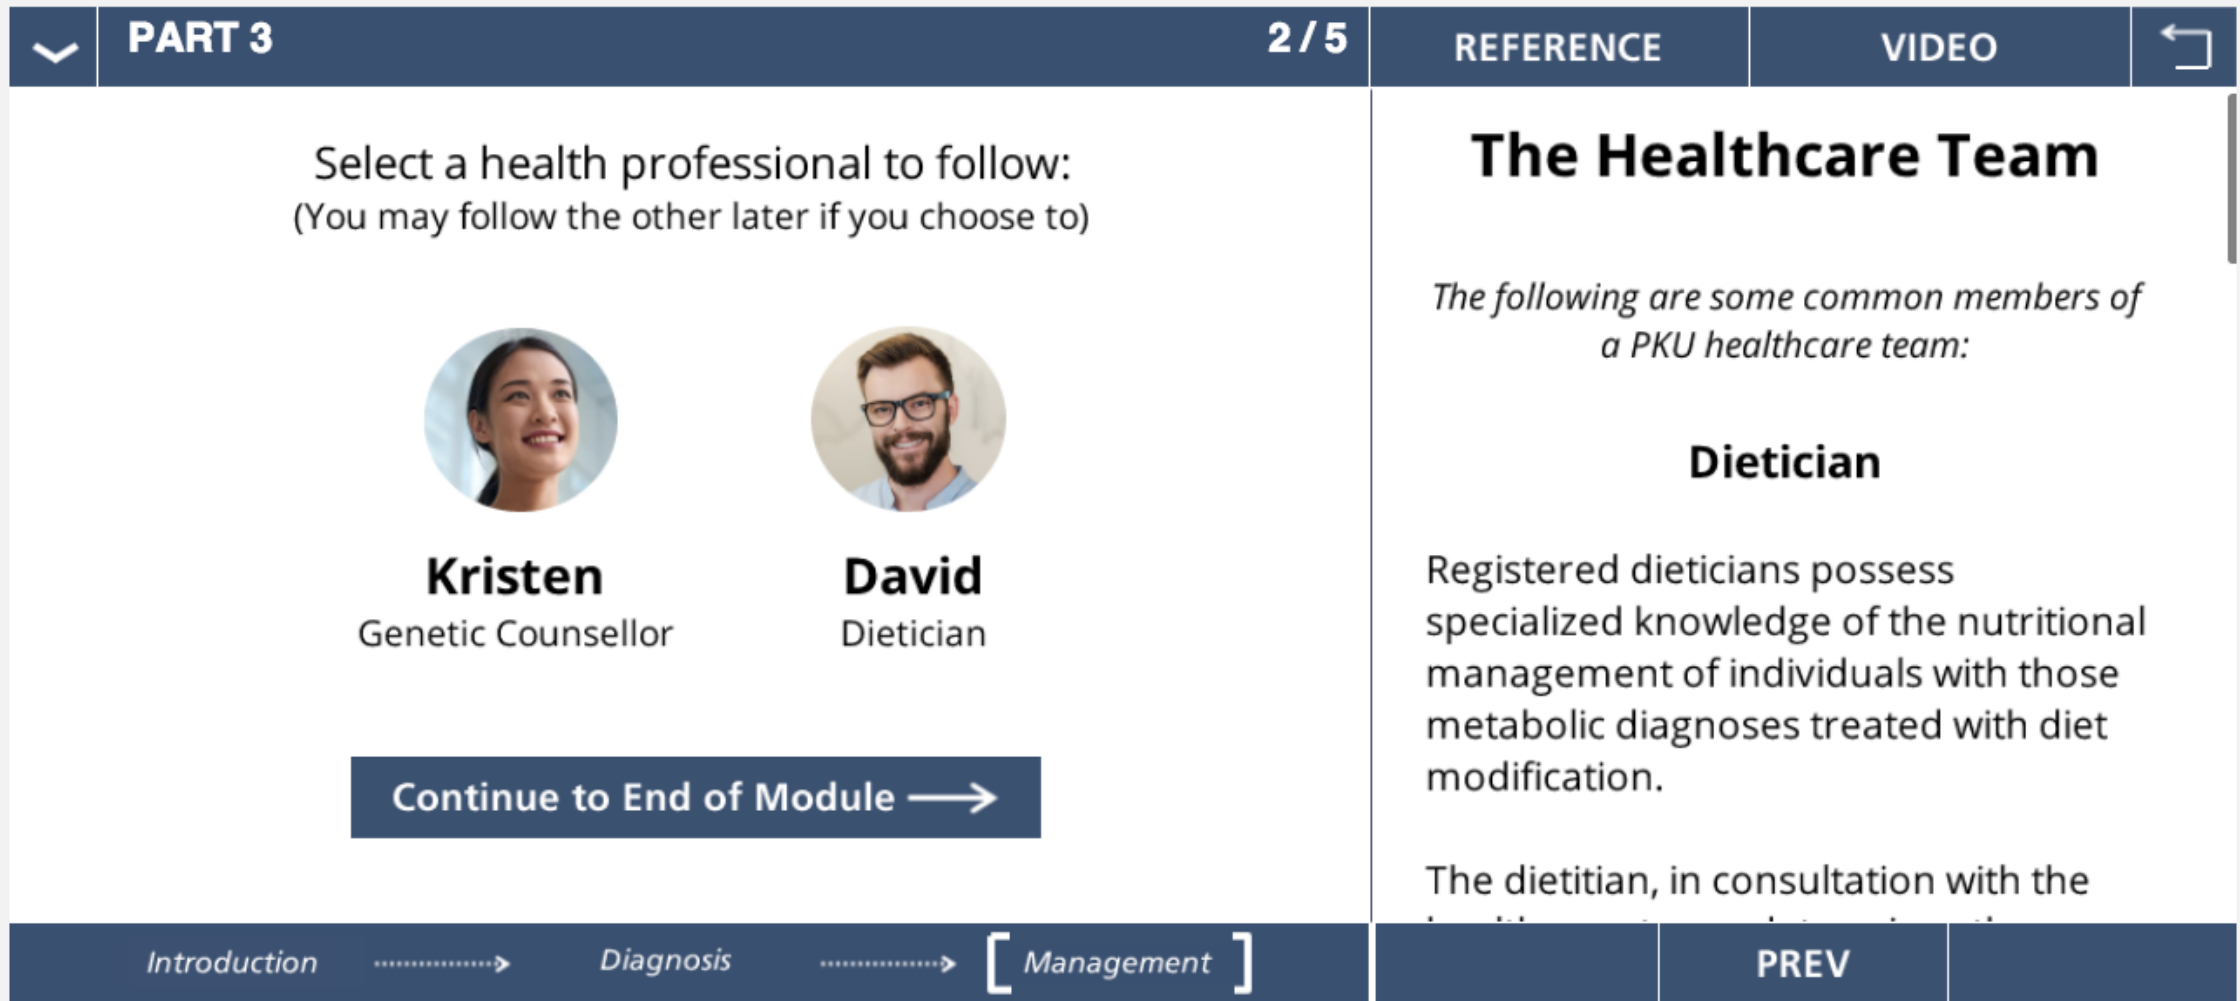 PART 3
2 / 5
REFERENCE
VIDEO
Select a health professional to follow:
(You may follow the other later if you choose to)
Kristen
Genetic Counsellor
David
Dietician
Continue to End of Module
The Healthcare Team
The following are some common members of
a PKU healthcare team:
Dietician
Registered dieticians possess
specialized knowledge of the nutritional
management of individuals with those
metabolic diagnoses treated with diet
modification.
The dietitian, in consultation with the
Introduction
Diagnosis
[ Management ]
PREV